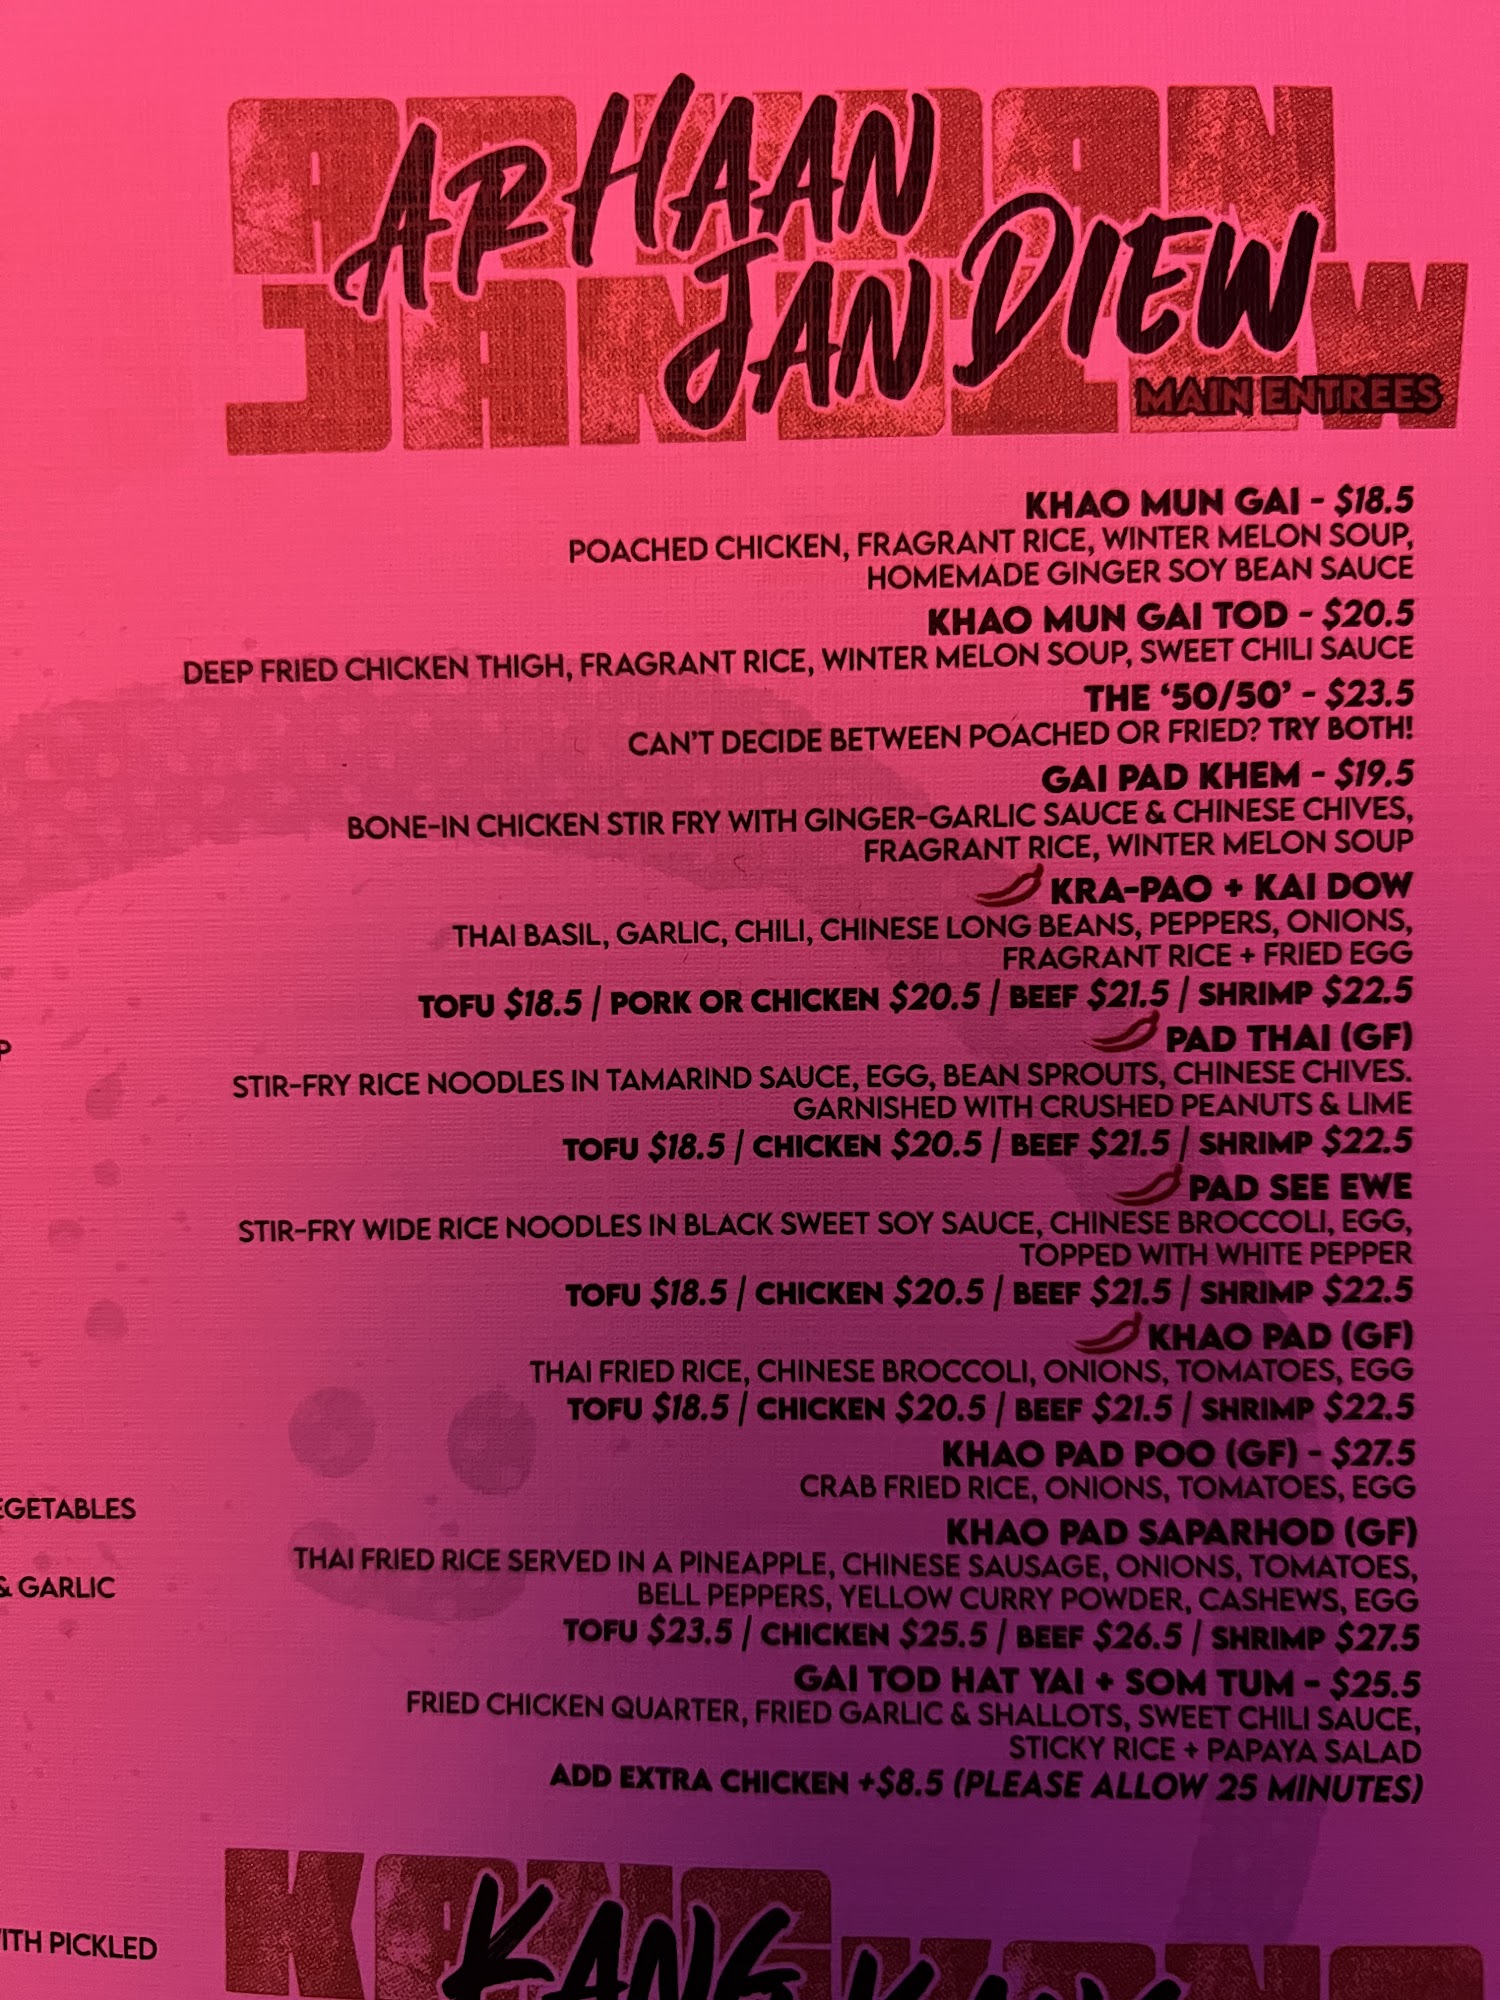 ARHAAN
JAN DIEW
MAIN ENTREES
KHAO MUN GAI - $18.5
POACHED CHICKEN, FRAGRANT RICE, WINTER MELON SOUP,
HOMEMADE GINGER SOY BEAN SAUCE
KHAO MUN GAI TOD - $20.5
DEEP FRIED CHICKEN THIGH, FRAGRANT RICE, WINTER MELON SOUP, SWEET CHILI SAUCE
THE ‘50/50’ - $23.5
CAN'T DECIDE BETWEEN POACHED OR FRIED? TRY BOTH!
GAI PAD KHEM - $19.5
BONE-IN CHICKEN STIR FRY WITH GINGER-GARLIC SAUCE & CHINESE CHIVES,
FRAGRANT RICE, WINTER MELON SOUP
KRA-PAO + KAI DOW
THAI BASIL, GARLIC, CHILI, CHINESE LONG BEANS, PEPPERS, ONIONS,
FRAGRANT RICE + FRIED EGG
TOFU $18.5 / PORK OR CHICKEN $20.5 / BEEF $21.5 / SHRIMP $22.5
PAD THAI (GF)
STIR-FRY RICE NOODLES IN TAMARIND SAUCE, EGG, BEAN SPROUTS, CHINESE CHIVES.
GARNISHED WITH CRUSHED PEANUTS & LIME
TOFU $18.5 / CHICKEN $20.5 / BEEF $21.5 / SHRIMP $22.5
PAD SEE EWE
STIR-FRY WIDE RICE NOODLES IN BLACK SWEET SOY SAUCE, CHINESE BROCCOLI, EGG,
TOPPED WITH WHITE PEPPER
TOFU $18.5 / CHICKEN $20.5 / BEEF $21.5 / SHRIMP $22.5
KHAO PAD (GF)
THAI FRIED RICE, CHINESE BROCCOLI, ONIONS, TOMATOES, EGG
TOFU $18.5 / CHICKEN $20.5 / BEEF $21.5 / SHRIMP $22.5
KHAO PAD POO (GF) - $27.5
CRAB FRIED RICE, ONIONS, TOMATOES, EGG
KHAO PAD SAPARHOD (GF)
THAI FRIED RICE SERVED IN A PINEAPPLE, CHINESE SAUSAGE, ONIONS, TOMATOES,
BELL PEPPERS, YELLOW CURRY POWDER, CASHEWS, EGG
TOFU $23.5 / CHICKEN $25.5 / BEEF $26.5 / SHRIMP $27.5
GAI TOD HAT YAI + SOM TUM - $25.5
FRIED CHICKEN QUARTER, FRIED GARLIC & SHALLOTS, SWEET CHILI SAUCE,
STICKY RICE + PAPAYA SALAD
ADD EXTRA CHICKEN +$8.5 (PLEASE ALLOW 25 MINUTES)
P
EGETABLES
& GARLIC
ITH PICKLED
KANG